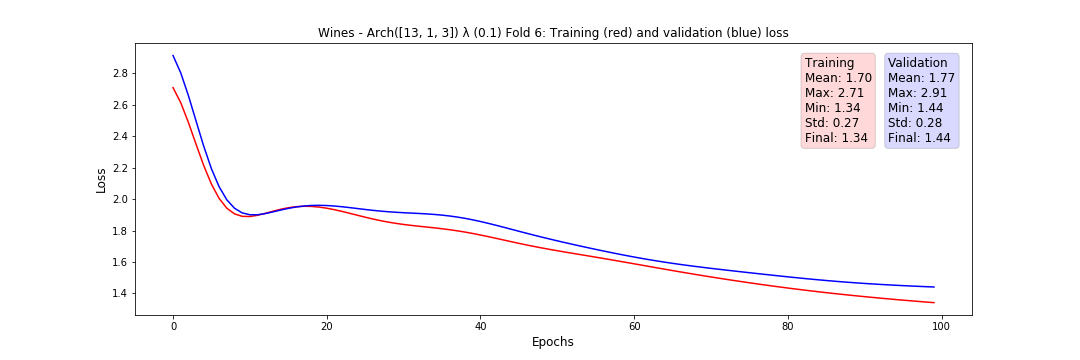 Wines - Arch([13, 1, 3]) λ (0.1) Fold 6: Training (red) and validation (blue) loss
Training
Mean: 1.70
Max: 2.71
Min: 1.34
Std: 0.27
Final: 1.34
Validation
Mean: 1.77
Max: 2.91
Min: 1.44
Std: 0.28
Final: 1.44
Loss
2.8
2.6
2.4
2.2
2.0
1.8
1.6
1.4
0
20
40
60
80
100
Epochs